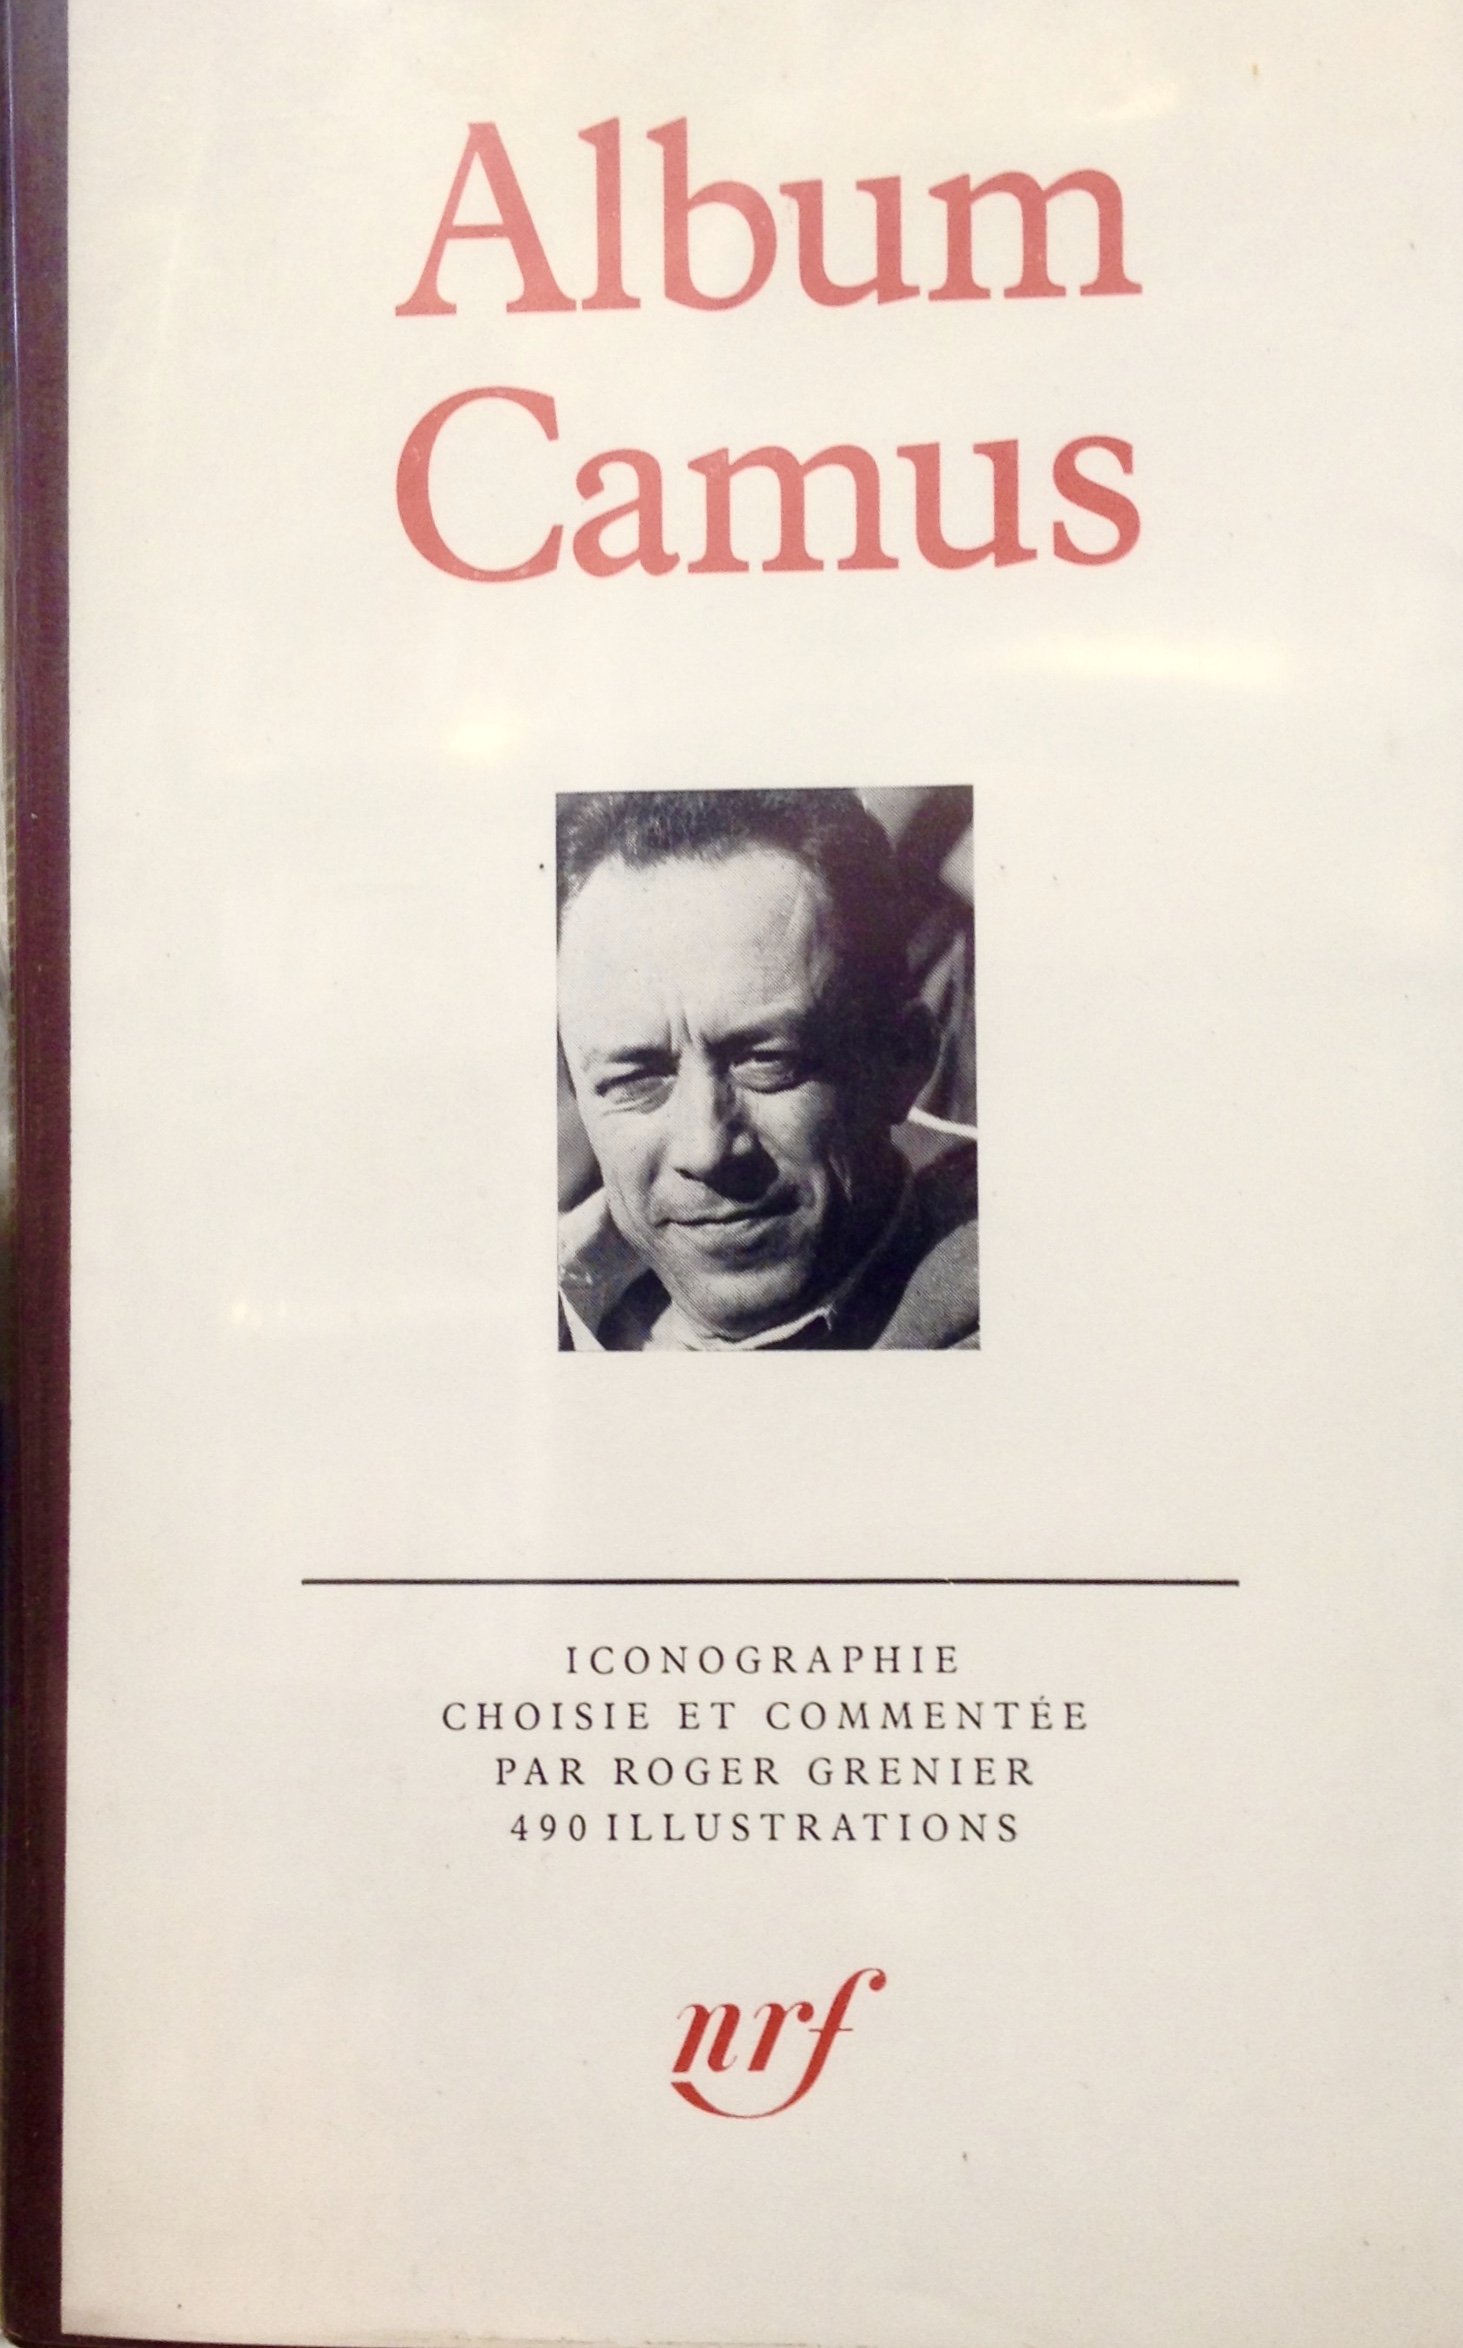 Album
Camus
ICONOGRAPHIE
CHOISIE ET COMMENTÉE
PAR ROGER GRENIER
490 ILLUSTRATIONS
nrf